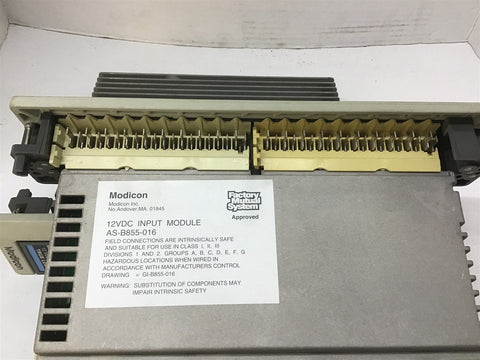 Modicon
Modicon Inc.
No.Andover,MA. 01845
Factory
Mutual
System
Approved
12VDC INPUT MODULE
AS-B855-016
FIELD CONNECTIONS ARE INTRINSICALLY SAFE
AND SUITABLE FOR USE IN CLASS I, II, III
DIVISIONS 1 AND 2. GROUPS A, B, C, D, E, F, G
HAZARDOUS LOCATIONS WHEN WIRED IN
ACCORDANCE WITH MANUFACTURERS CONTROL
DRAWING = GI-B855-016
WARNING: SUBSTITUTION OF COMPONENTS MAY
IMPAIR INTRINSIC SAFETY
Modicon